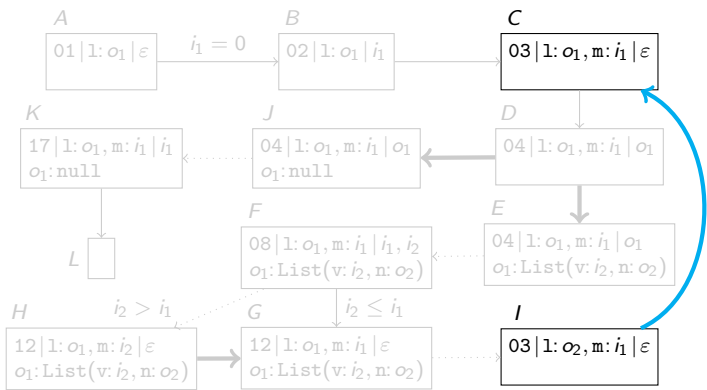 A
01 | l: o₁ | ε
i₁ = 0
B
02 | l: o₁ | i₁
C
03 | l: o₁, m: i₁ | ε
K
17 | l: o₁, m: i₁ | i₁
o₁: null
J
04 | l: o₁, m: i₁ | o₁
o₁: null
D
04 | l: o₁, m: i₁ | o₁
L
F
08 | l: o₁, m: i₁ | i₁, i₂
o₁: List(v: i₂, n: o₂)
E
04 | l: o₁, m: i₁ | o₁
o₁: List(v: i₂, n: o₂)
i₂ > i₁
i₂ ≤ i₁
H
12 | l: o₁, m: i₂ | ε
o₁: List(v: i₂, n: o₂)
G
12 | l: o₁, m: i₁ | ε
o₁: List(v: i₂, n: o₂)
I
03 | l: o₂, m: i₁ | ε